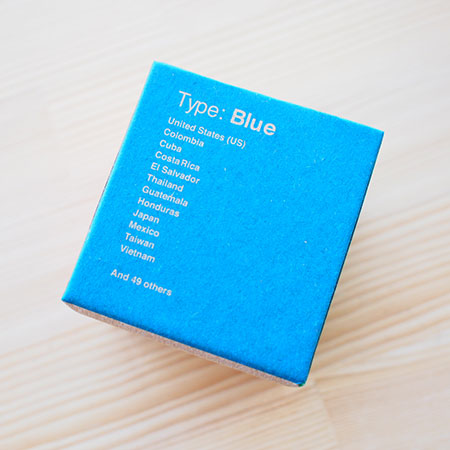 Type: Blue
United States (US)
Colombia
Cuba
Costa Rica
El Salvador
Thailand
Guatemala
Honduras
Japan
Mexico
Taiwan
Vietnam
And 49 others